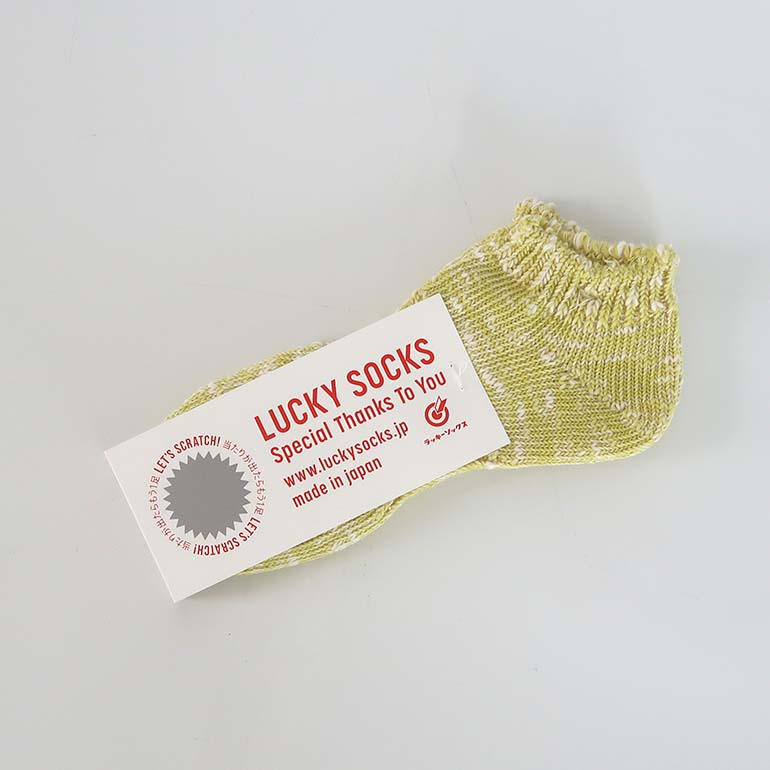 LUCKY SOCKS
Special Thanks To You
www.luckysocks.jp
made in japan
ラッキーソックス
LET'S SCRATCH! 当たりが出たらもう1足
LET'S SCRATCH! 当たりが出たらもう1足